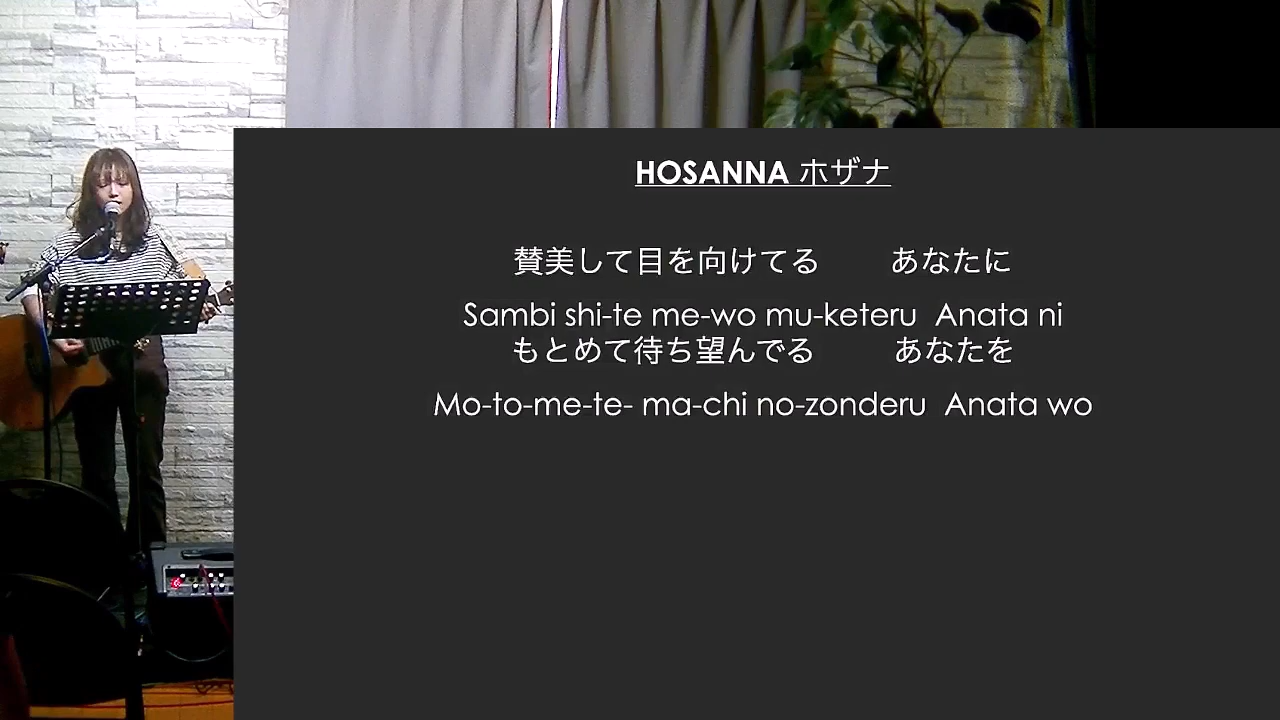 HOSANNA ホザナ
賛美して目を向けてる　　あなたに
Sambi shi-te me-wo mu-keteru  Anata ni
もとめて待ち望んでる　　あなたを
Mo-to-me-te- ma-chi no-zonderu  Anata wo